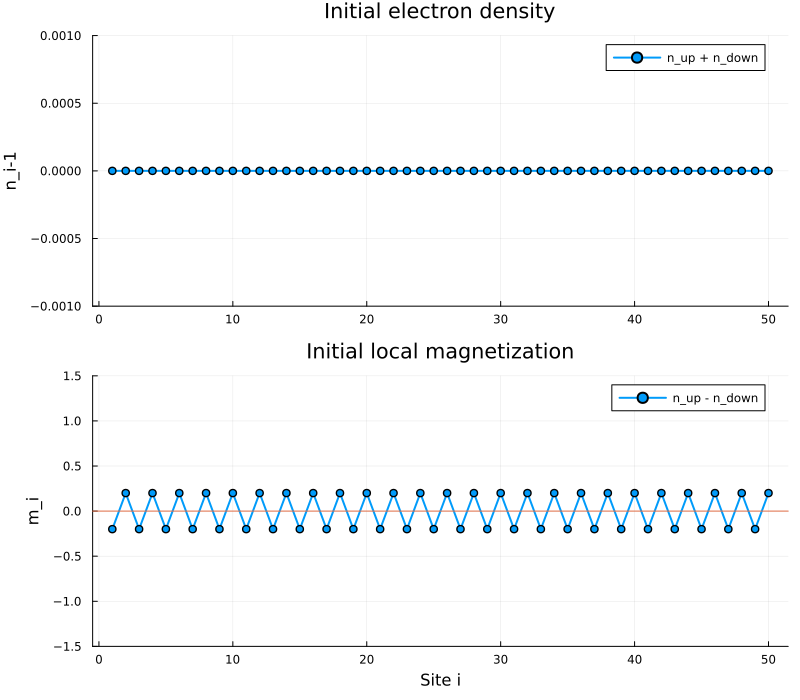 Initial electron density
n_i-1
0.0010
0.0005
0.0000
−0.0005
−0.0010
n_up + n_down
0 10 20 30 40 50
Initial local magnetization
m_i
1.5
1.0
0.5
0.0
−0.5
−1.0
−1.5
n_up - n_down
0 10 20 30 40 50
Site i